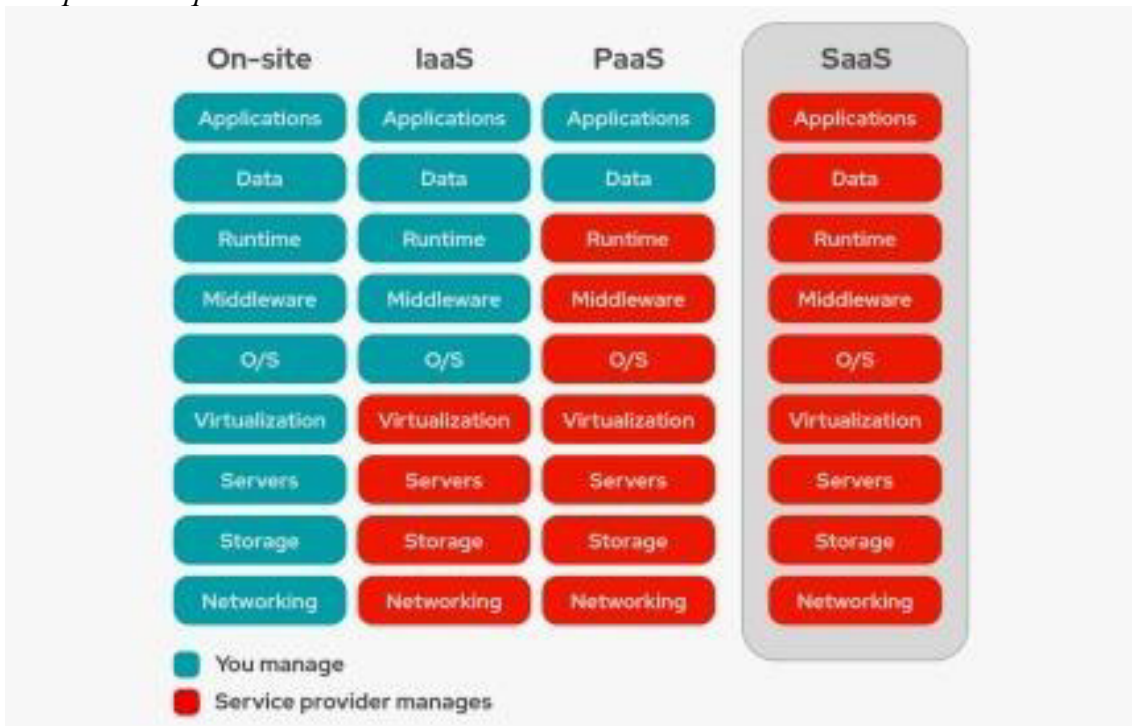 On-site IaaS PaaS SaaS
Applications Applications Applications Applications
Data Data Data Data
Runtime Runtime Runtime Runtime
Middleware Middleware Middleware Middleware
O/S O/S O/S O/S
Virtualization Virtualization Virtualization Virtualization
Servers Servers Servers Servers
Storage Storage Storage Storage
Networking Networking Networking Networking
You manage
Service provider manages